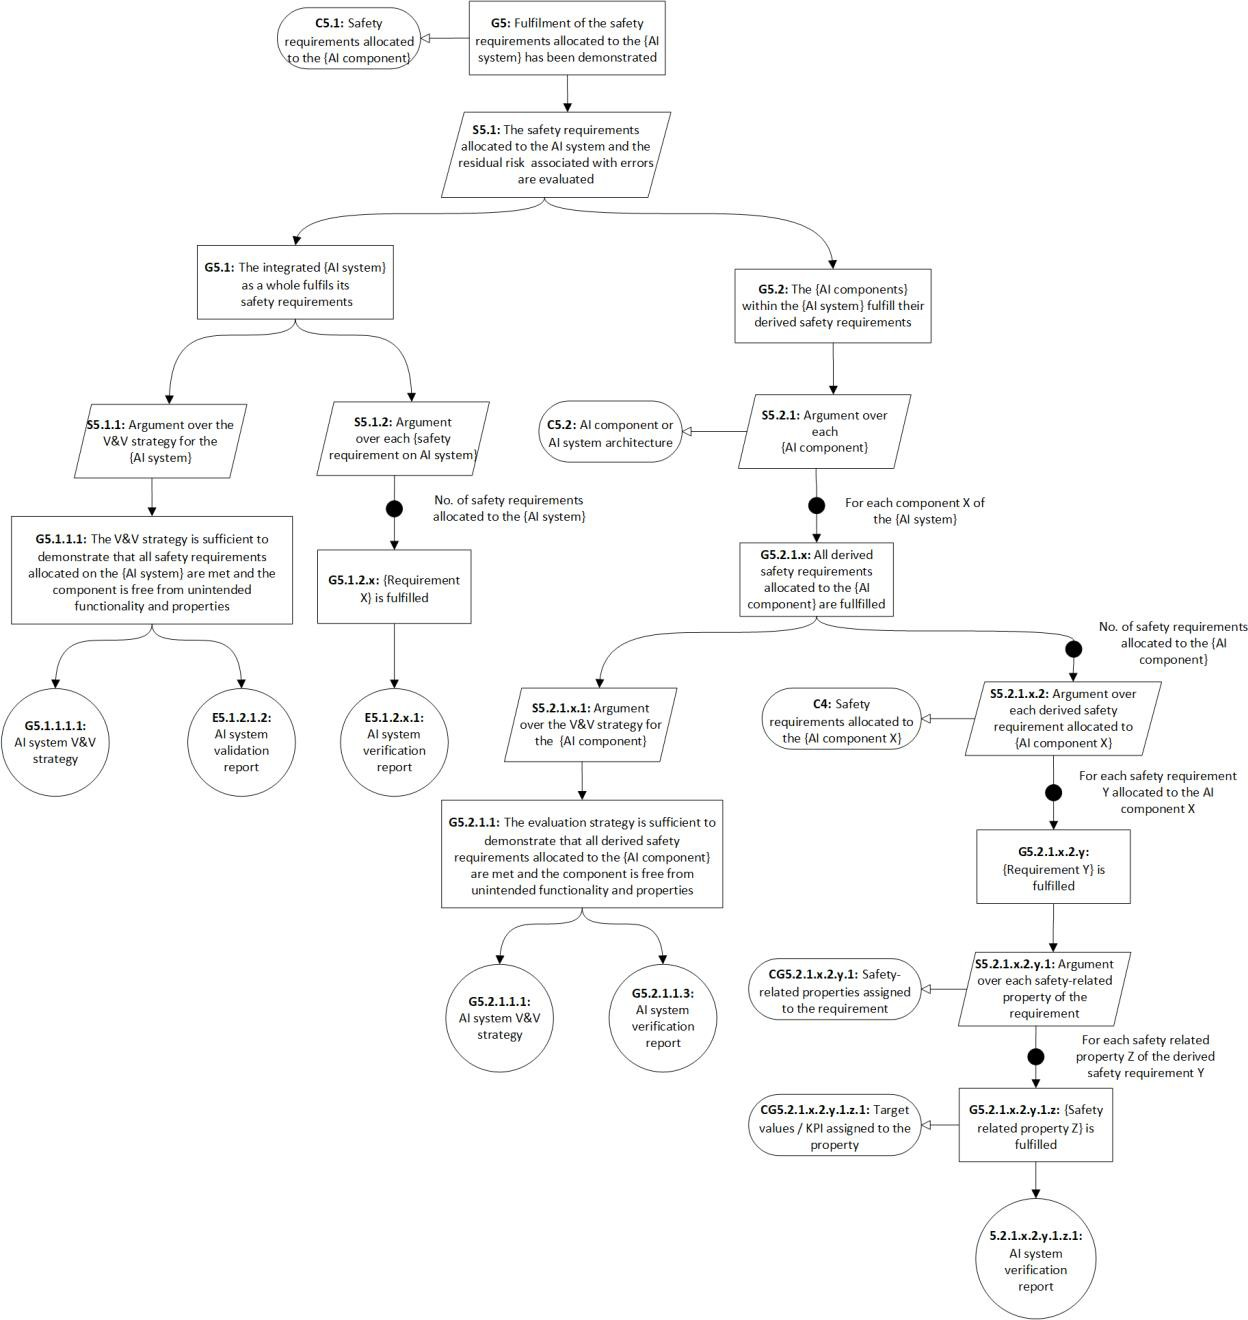 C5.1: Safety
requirements allocated
to the {AI component}
G5: Fulfilment of the safety
requirements allocated to the {AI
system} has been demonstrated
S5.1: The safety requirements
allocated to the AI system and the
residual risk associated with errors
are evaluated
G5.1: The integrated {AI system}
as a whole fulfils its
safety requirements
G5.2: The {AI components}
within the {AI system} fulfill their
derived safety requirements
S5.1.1: Argument over the
V&V strategy for the
{AI system}
S5.1.2: Argument
over each {safety
requirement on AI system}
C5.2: AI component or
AI system architecture
S5.2.1: Argument over
each
{AI component}
No. of safety requirements
allocated to the {AI system}
For each component X of
the {AI system}
G5.1.1.1: The V&V strategy is sufficient to
demonstrate that all safety requirements
allocated on the {AI system} are met and the
component is free from unintended
functionality and properties
G5.1.2.x: {Requirement
X} is fulfilled
G5.2.1.x: All derived
safety requirements
allocated to the {AI
component} are fullfilled
No. of safety requirements
allocated to the {AI
component}
G5.1.1.1.1:
AI system V&V
strategy
E5.1.2.1.2:
AI system
validation
report
E5.1.2.x.1:
AI system
verification
report
S5.2.1.x.1: Argument
over the V&V strategy for
the {AI component}
C4: Safety
requirements allocated to
the {AI component X}
S5.2.1.x.2: Argument over
each derived safety
requirement allocated to
{AI component X}
For each safety requirement
Y allocated to the AI
component X
G5.2.1.1: The evaluation strategy is sufficient to
demonstrate that all derived safety
requirements allocated to the {AI component}
are met and the component is free from
unintended functionality and properties
G5.2.1.x.2.y:
{Requirement Y} is
fulfilled
G5.2.1.1.1:
AI system V&V
strategy
G5.2.1.1.3:
AI system
verification
report
CG5.2.1.x.2.y.1: Safety-
related properties assigned
to the requirement
S5.2.1.x.2.y.1: Argument
over each safety-related
property of the
requirement
For each safety related
property Z of the derived
safety requirement Y
CG5.2.1.x.2.y.1.z.1: Target
values / KPI assigned to the
property
G5.2.1.x.2.y.1.z: {Safety
related property Z} is
fulfilled
5.2.1.x.2.y.1.z.1:
AI system
verification
report